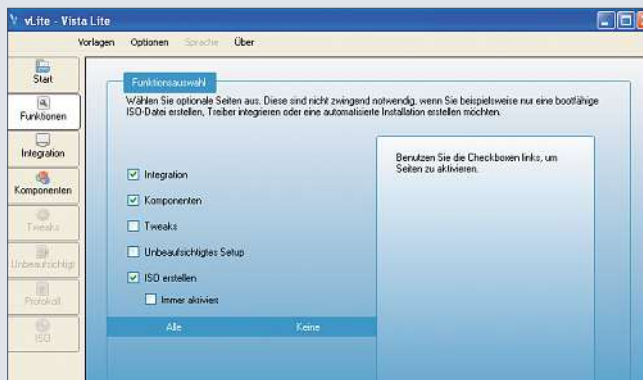 vLite - Vista Lite
Vorlagen Optionen Sprache Über
Start
Funktionen
Integration
Komponenten
Tweaks
Unbeaufsichtigt
Protokoll
ISO
Funktionsauswahl
Wählen Sie optionale Seiten aus. Diese sind nicht zwingend notwendig, wenn Sie beispielsweise nur eine bootfähige
ISO-Datei erstellen, Treiber integrieren oder eine automatisierte Installation erstellen möchten.
Integration
Komponenten
Tweaks
Unbeaufsichtigtes Setup
ISO erstellen
Immer aktiviert
Alle Keine
Benutzen Sie die Checkboxen links, um
Seiten zu aktivieren.